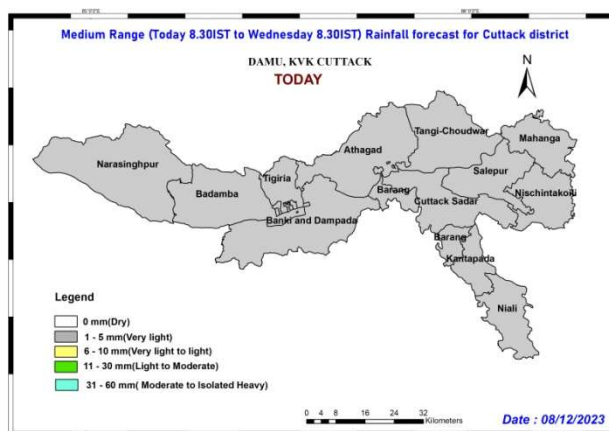 Medium Range (Today 8.30IST to Wednesday 8.30IST) Rainfall forecast for Cuttack district
DAMU, KVK CUTTACK
TODAY
N
Tangi-Choudwar
Mahanga
Athagad
Narasinghpur
Salepur
Tigiria
Badamba
Barang
Nischintakoili
Cuttack Sadar
Banki and Dampada
Barang
Kantapada
Niali
Legend
0 mm(Dry)
1 - 5 mm(Very light)
6 - 10 mm(Very light to light)
11 - 30 mm(Light to Moderate)
31 - 60 mm( Moderate to Isolated Heavy)
0 4 8 16 24 32
Kilometers
Date : 08/12/2023